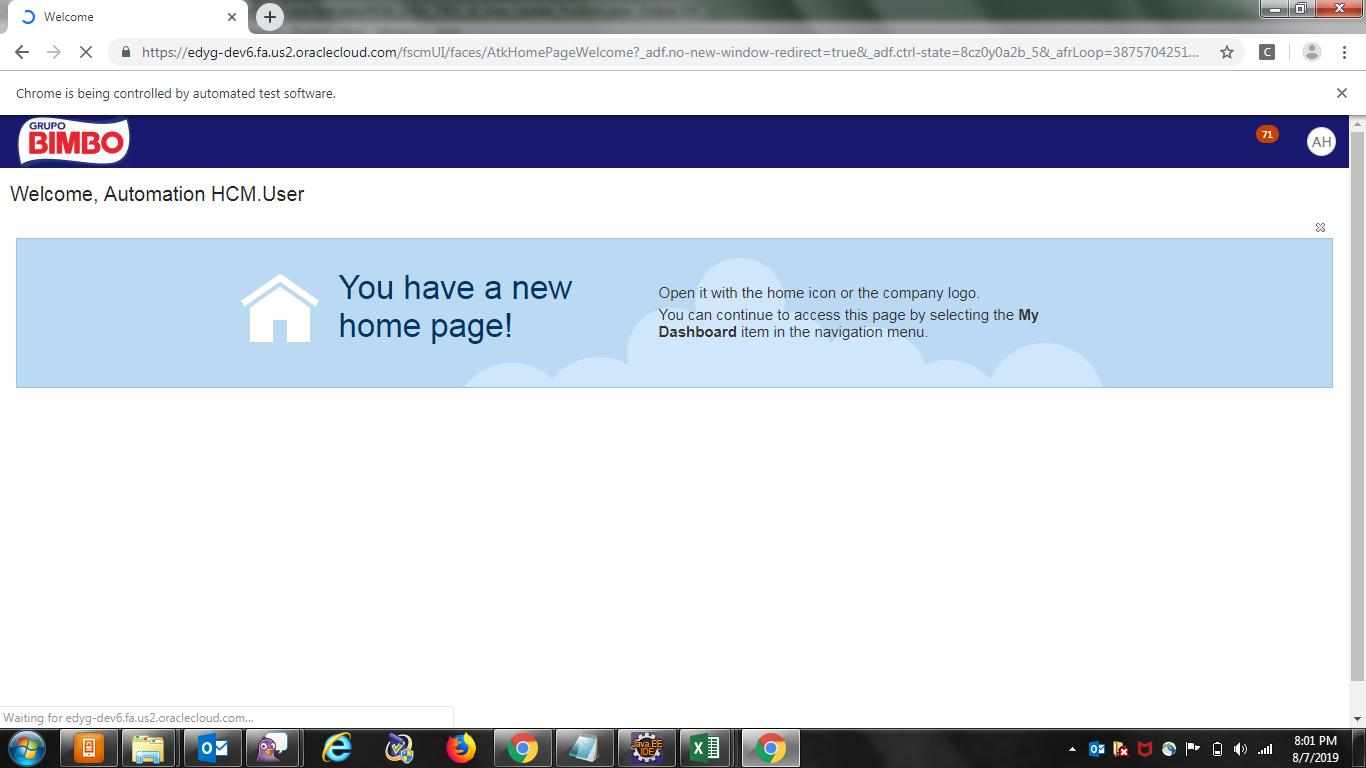 Welcome
https://edyg-dev6.fa.us2.oraclecloud.com/fscmUI/faces/AtkHomePageWelcome?_adf.no-new-window-redirect=true&_adf.ctrl-state=8cz0y0a2b_5&_afrLoop=3875704251...
C
Chrome is being controlled by automated test software.
GRUPO
BIMBO
71
AH
Welcome, Automation HCM.User
You have a new
home page!
Open it with the home icon or the company logo.
You can continue to access this page by selecting the My
Dashboard item in the navigation menu.
Waiting for edyg-dev6.fa.us2.oraclecloud.com...
Java EE
IDE
8:01 PM
8/7/2019